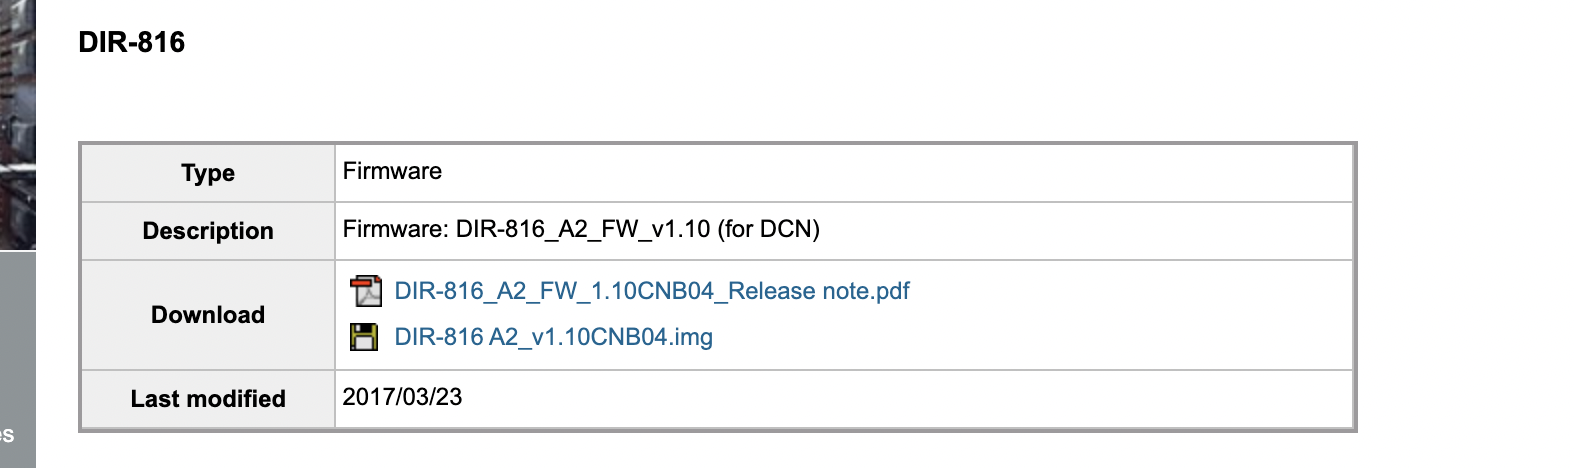 DIR-816
Type
Firmware
Description
Firmware: DIR-816_A2_FW_v1.10 (for DCN)
Download
DIR-816_A2_FW_1.10CNB04_Release note.pdf
DIR-816 A2_v1.10CNB04.img
Last modified
2017/03/23
es